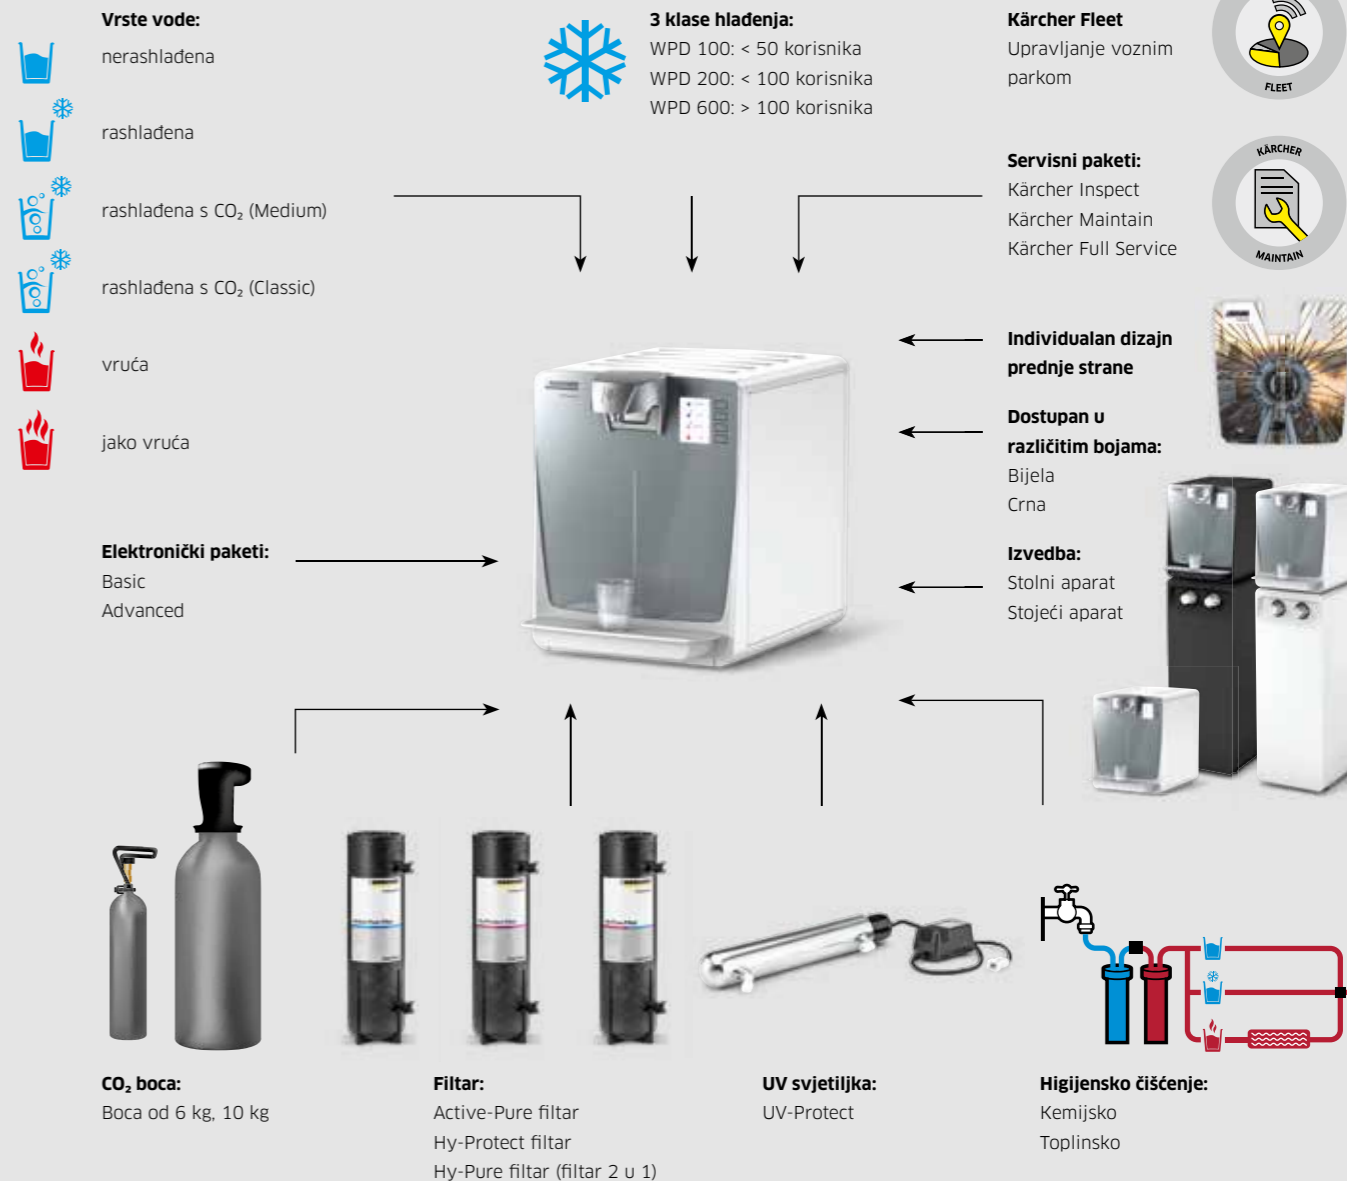 Vrste vode:
nerashlađena
rashlađena
rashlađena s CO₂ (Medium)
rashlađena s CO₂ (Classic)
vruća
jako vruća
3 klase hlađenja:
WPD 100: < 50 korisnika
WPD 200: < 100 korisnika
WPD 600: > 100 korisnika
Kärcher Fleet
Upravljanje voznim
parkom
FLEET
Servisni paketi:
Kärcher Inspect
Kärcher Maintain
Kärcher Full Service
KÄRCHER
MAINTAIN
Individualan dizajn
prednje strane
Dostupan u
različitim bojama:
Bijela
Crna
Izvedba:
Stolni aparat
Stojeći aparat
Elektronički paketi:
Basic
Advanced
CO₂ boca:
Boca od 6 kg, 10 kg
Filtar:
Active-Pure filtar
Hy-Protect filtar
Hy-Pure filtar (filtar 2 u 1)
UV svjetiljka:
UV-Protect
Higijensko čišćenje:
Kemijsko
Toplinsko